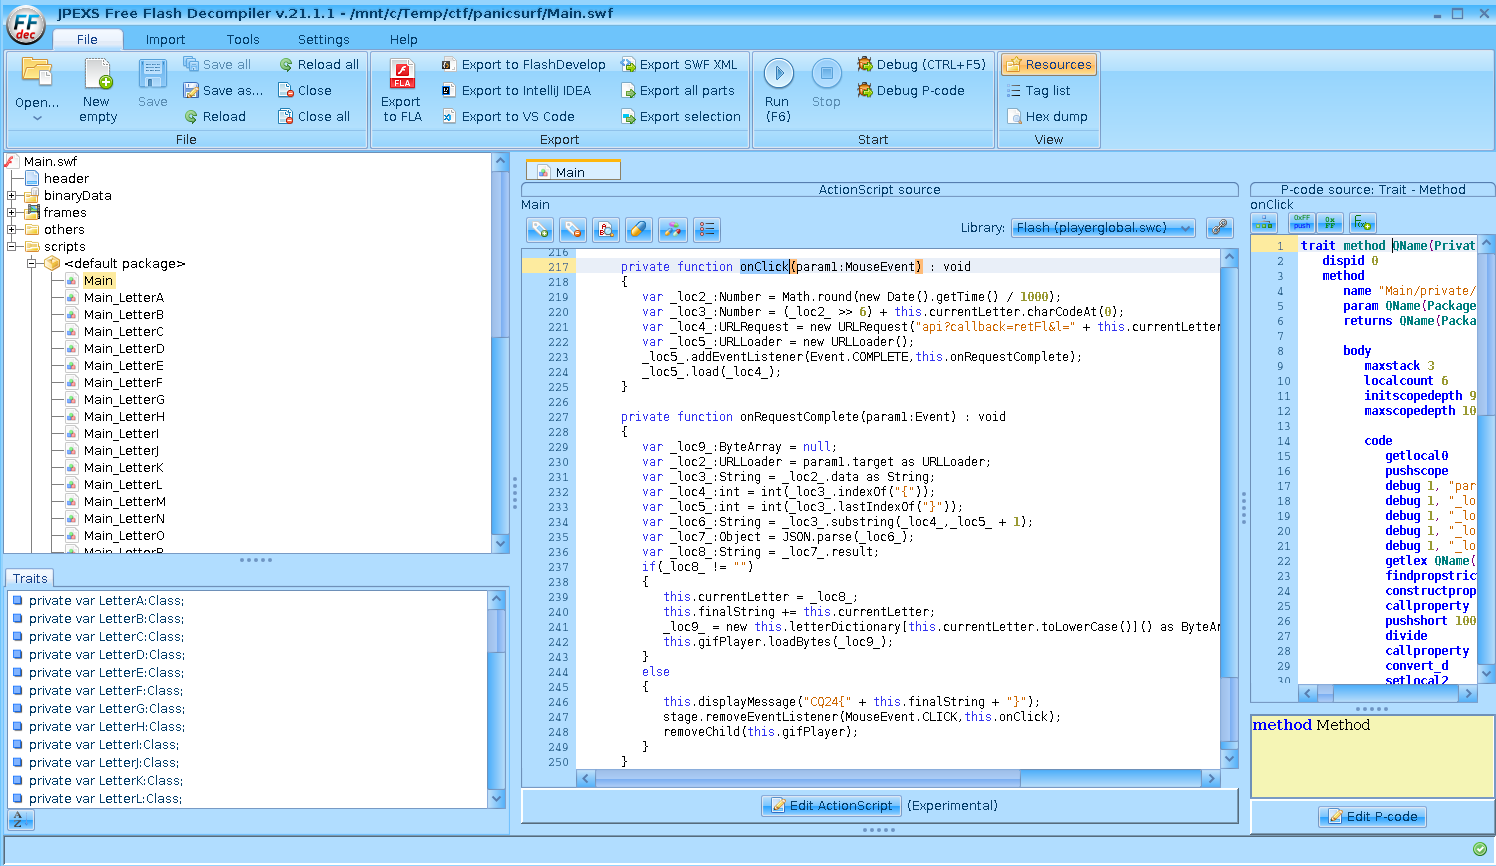 JPEXS Free Flash Decompiler v.21.1.1 - /mnt/c/Temp/ctf/panicsurf/Main.swf
FF
dec
File Import Tools Settings Help
Open...
New
empty
Save
Save all
Save as...
Reload
Reload all
Close
Close all
File
FLA
Export
to FLA
Export to FlashDevelop
Export to IntelliJ IDEA
Export to VS Code
Export SWF XML
Export all parts
Export selection
Export
Run
(F6)
Stop
Debug (CTRL+F5)
Debug P-code
Start
Resources
Tag list
Hex dump
View
Main.swf
header
binaryData
frames
others
scripts
<default package>
Main
Main_LetterA
Main_LetterB
Main_LetterC
Main_LetterD
Main_LetterE
Main_LetterF
Main_LetterG
Main_LetterH
Main_LetterI
Main_LetterJ
Main_LetterK
Main_LetterL
Main_LetterM
Main_LetterN
Main_LetterO
Main_LetterP
Traits
private var LetterA:Class;
private var LetterB:Class;
private var LetterC:Class;
private var LetterD:Class;
private var LetterE:Class;
private var LetterF:Class;
private var LetterG:Class;
private var LetterH:Class;
private var LetterI:Class;
private var LetterJ:Class;
private var LetterK:Class;
private var LetterL:Class;
A
Z
Main
ActionScript source
Main
Library: Flash (playerglobal.swc)
216
217 private function onClick(param1:MouseEvent) : void
218 {
219 var _loc2_:Number = Math.round(new Date().getTime() / 1000);
220 var _loc3_:Number = (_loc2_ >> 6) + this.currentLetter.charCodeAt(0);
221 var _loc4_:URLRequest = new URLRequest("api?callback=retFl&l=" + this.currentLetter
222 var _loc5_:URLLoader = new URLLoader();
223 _loc5_.addEventListener(Event.COMPLETE,this.onRequestComplete);
224 _loc5_.load(_loc4_);
225 }
226
227 private function onRequestComplete(param1:Event) : void
228 {
229 var _loc9_:ByteArray = null;
230 var _loc2_:URLLoader = param1.target as URLLoader;
231 var _loc3_:String = _loc2_.data as String;
232 var _loc4_:int = int(_loc3_.indexOf("{"));
233 var _loc5_:int = int(_loc3_.lastIndexOf("}"));
234 var _loc6_:String = _loc3_.substring(_loc4_,_loc5_ + 1);
235 var _loc7_:Object = JSON.parse(_loc6_);
236 var _loc8_:String = _loc7_.result;
237 if(_loc8_ != "")
238 {
239 this.currentLetter = _loc8_;
240 this.finalString += this.currentLetter;
241 _loc9_ = new this.letterDictionary[this.currentLetter.toLowerCase()]() as ByteAr
242 this.gifPlayer.loadBytes(_loc9_);
243 }
244 else
245 {
246 this.displayMessage("CQ24{" + this.finalString + "}");
247 stage.removeEventListener(MouseEvent.CLICK,this.onClick);
248 removeChild(this.gifPlayer);
249 }
250 }
Edit ActionScript (Experimental)
P-code source: Trait - Method
onClick
0xFF
push
1 trait method QName(Privat
2 dispid 0
3 method
4 name "Main/private/
5 param QName(Package
6 returns QName(Packa
7
8 body
9 maxstack 3
10 localcount 6
11 initscopedepth 9
12 maxscopedepth 10
13
14 code
15 getlocal0
16 pushscope
17 debug 1, "par
18 debug 1, "_lo
19 debug 1, "_lo
20 debug 1, "_lo
21 debug 1, "_lo
22 getlex QName(
23 findpropstric
24 constructprop
25 callproperty
26 pushshort 100
27 divide
28 callproperty
29 convert_d
30 setlocal2
method Method
Edit P-code